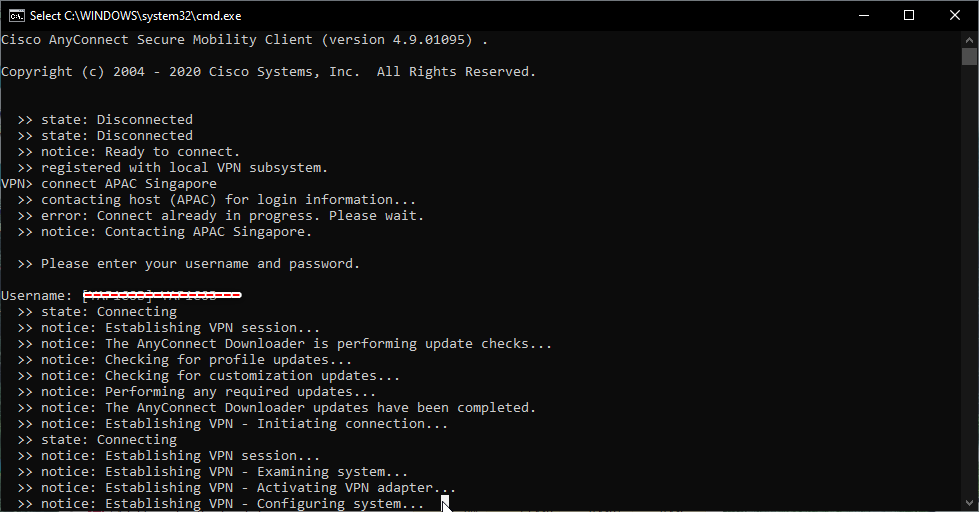 Select C:\WINDOWS\system32\cmd.exe
Cisco AnyConnect Secure Mobility Client (version 4.9.01095) .
Copyright (c) 2004 - 2020 Cisco Systems, Inc.  All Rights Reserved.
>> state: Disconnected
>> state: Disconnected
>> notice: Ready to connect.
>> registered with local VPN subsystem.
VPN> connect APAC Singapore
>> contacting host (APAC) for login information...
>> error: Connect already in progress. Please wait.
>> notice: Contacting APAC Singapore.
>> Please enter your username and password.
Username:
>> state: Connecting
>> notice: Establishing VPN session...
>> notice: The AnyConnect Downloader is performing update checks...
>> notice: Checking for profile updates...
>> notice: Checking for customization updates...
>> notice: Performing any required updates...
>> notice: The AnyConnect Downloader updates have been completed.
>> notice: Establishing VPN - Initiating connection...
>> state: Connecting
>> notice: Establishing VPN session...
>> notice: Establishing VPN - Examining system...
>> notice: Establishing VPN - Activating VPN adapter...
>> notice: Establishing VPN - Configuring system...